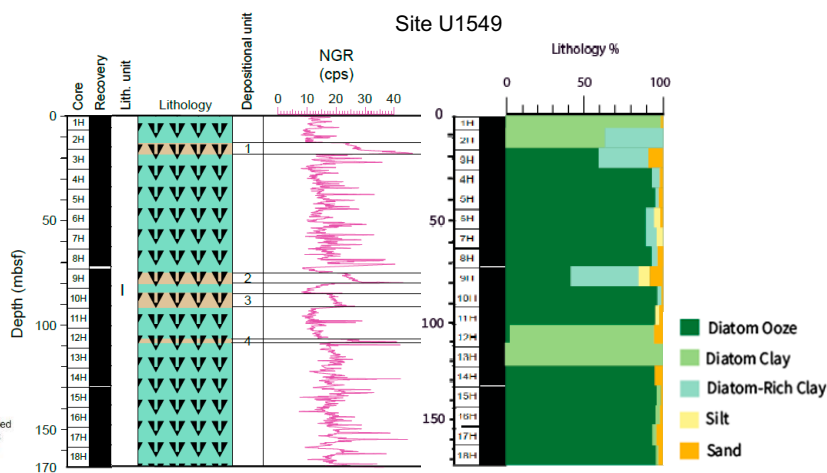 Site U1549
Core
Recovery
Lith. unit
Lithology
Depositional unit
NGR
(cps)
0 10 20 30 40
Depth (mbsf)
0
50
100
150
170
1H
2H
3H
4H
5H
6H
7H
8H
9H
10H
11H
12H
13H
14H
15H
16H
17H
18H
I
1
2
3
4
ed
Lithology %
0 50 100
0
50
100
150
1H
2H
3H
4H
5H
6H
7H
8H
9H
10H
11H
12H
13H
14H
15H
16H
17H
18H
Diatom Ooze
Diatom Clay
Diatom-Rich Clay
Silt
Sand